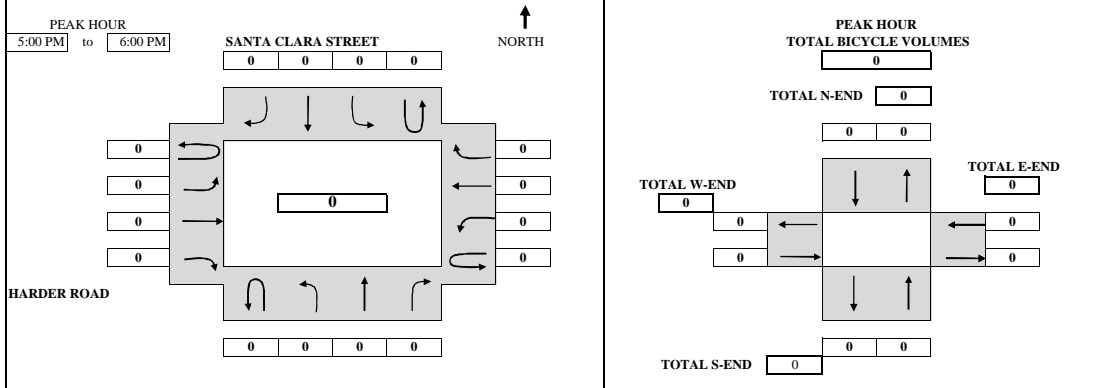 PEAK HOUR
5:00 PM to 6:00 PM
SANTA CLARA STREET
NORTH
0 0 0 0
0 0
0 0
0
0 0
0 0
HARDER ROAD
0 0 0 0
PEAK HOUR
TOTAL BICYCLE VOLUMES
0
TOTAL N-END 0
0 0
TOTAL E-END
0
TOTAL W-END
0
0 0
0 0
0 0
TOTAL S-END 0